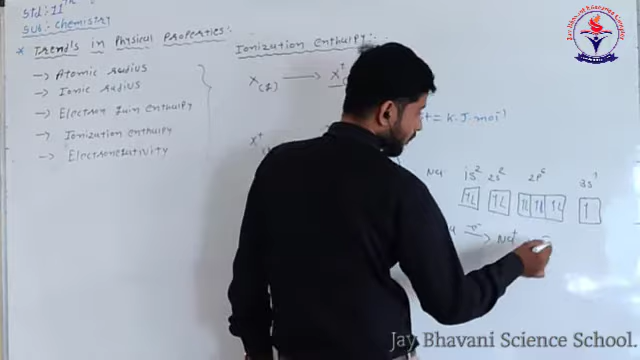 Std: 11th
Sub:- Chemistry
* Trends in Physical Properties:-
→ Atomic radius
→ Ionic radius
→ Electron Gain Enthalpy
→ Ionization enthalpy
→ Electronegativity
Ionization Enthalpy:-
X(g) → X+
X+
= K.J.mol-1
Na 1s2 2s2 2p6 3s1
Na+
Jay Bhavani Science School.